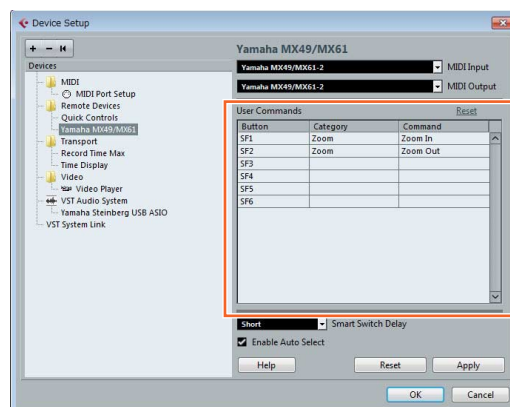 Device Setup
Devices
MIDI
MIDI Port Setup
Remote Devices
Quick Controls
Yamaha MX49/MX61
Transport
Record Time Max
Time Display
Video
Video Player
VST Audio System
Yamaha Steinberg USB ASIO
VST System Link
Yamaha MX49/MX61
Yamaha MX49/MX61-2 MIDI Input
Yamaha MX49/MX61-2 MIDI Output
User Commands Reset
Button Category Command
SF1 Zoom Zoom In
SF2 Zoom Zoom Out
SF3
SF4
SF5
SF6
Short Smart Switch Delay
Enable Auto Select
Help Reset Apply
OK Cancel